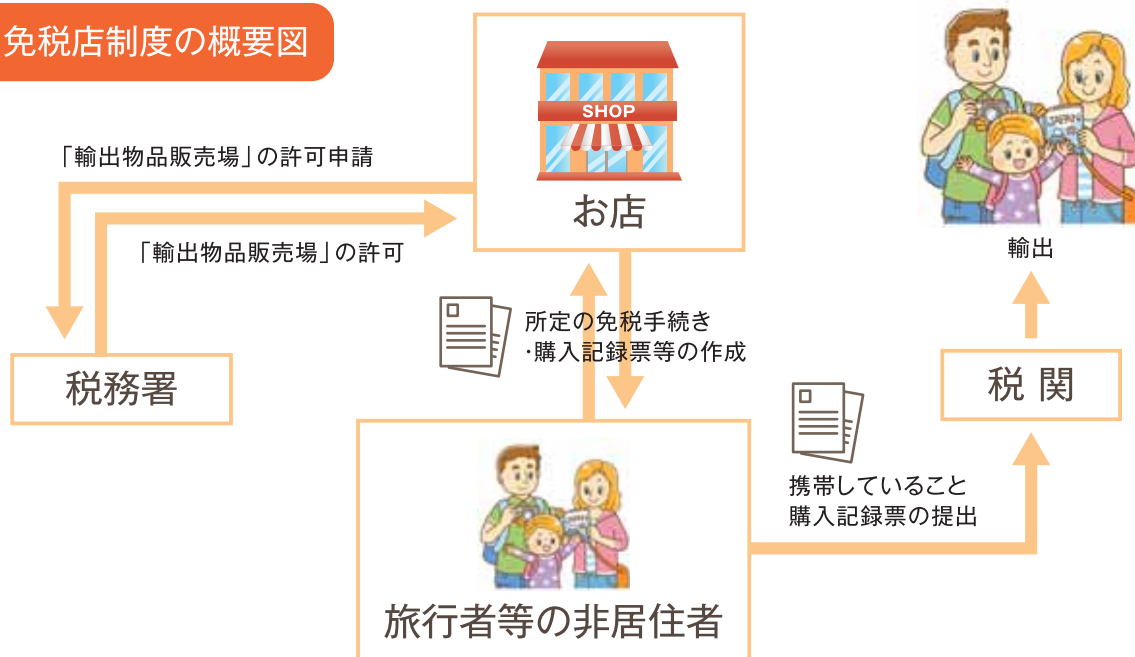 免税店制度の概要図
SHOP
お店
「輸出物品販売場」の許可申請
「輸出物品販売場」の許可
税務署
所定の免税手続き
・購入記録票等の作成
JAPAN
輸出
税関
携帯していること
購入記録票の提出
JAPAN
旅行者等の非居住者